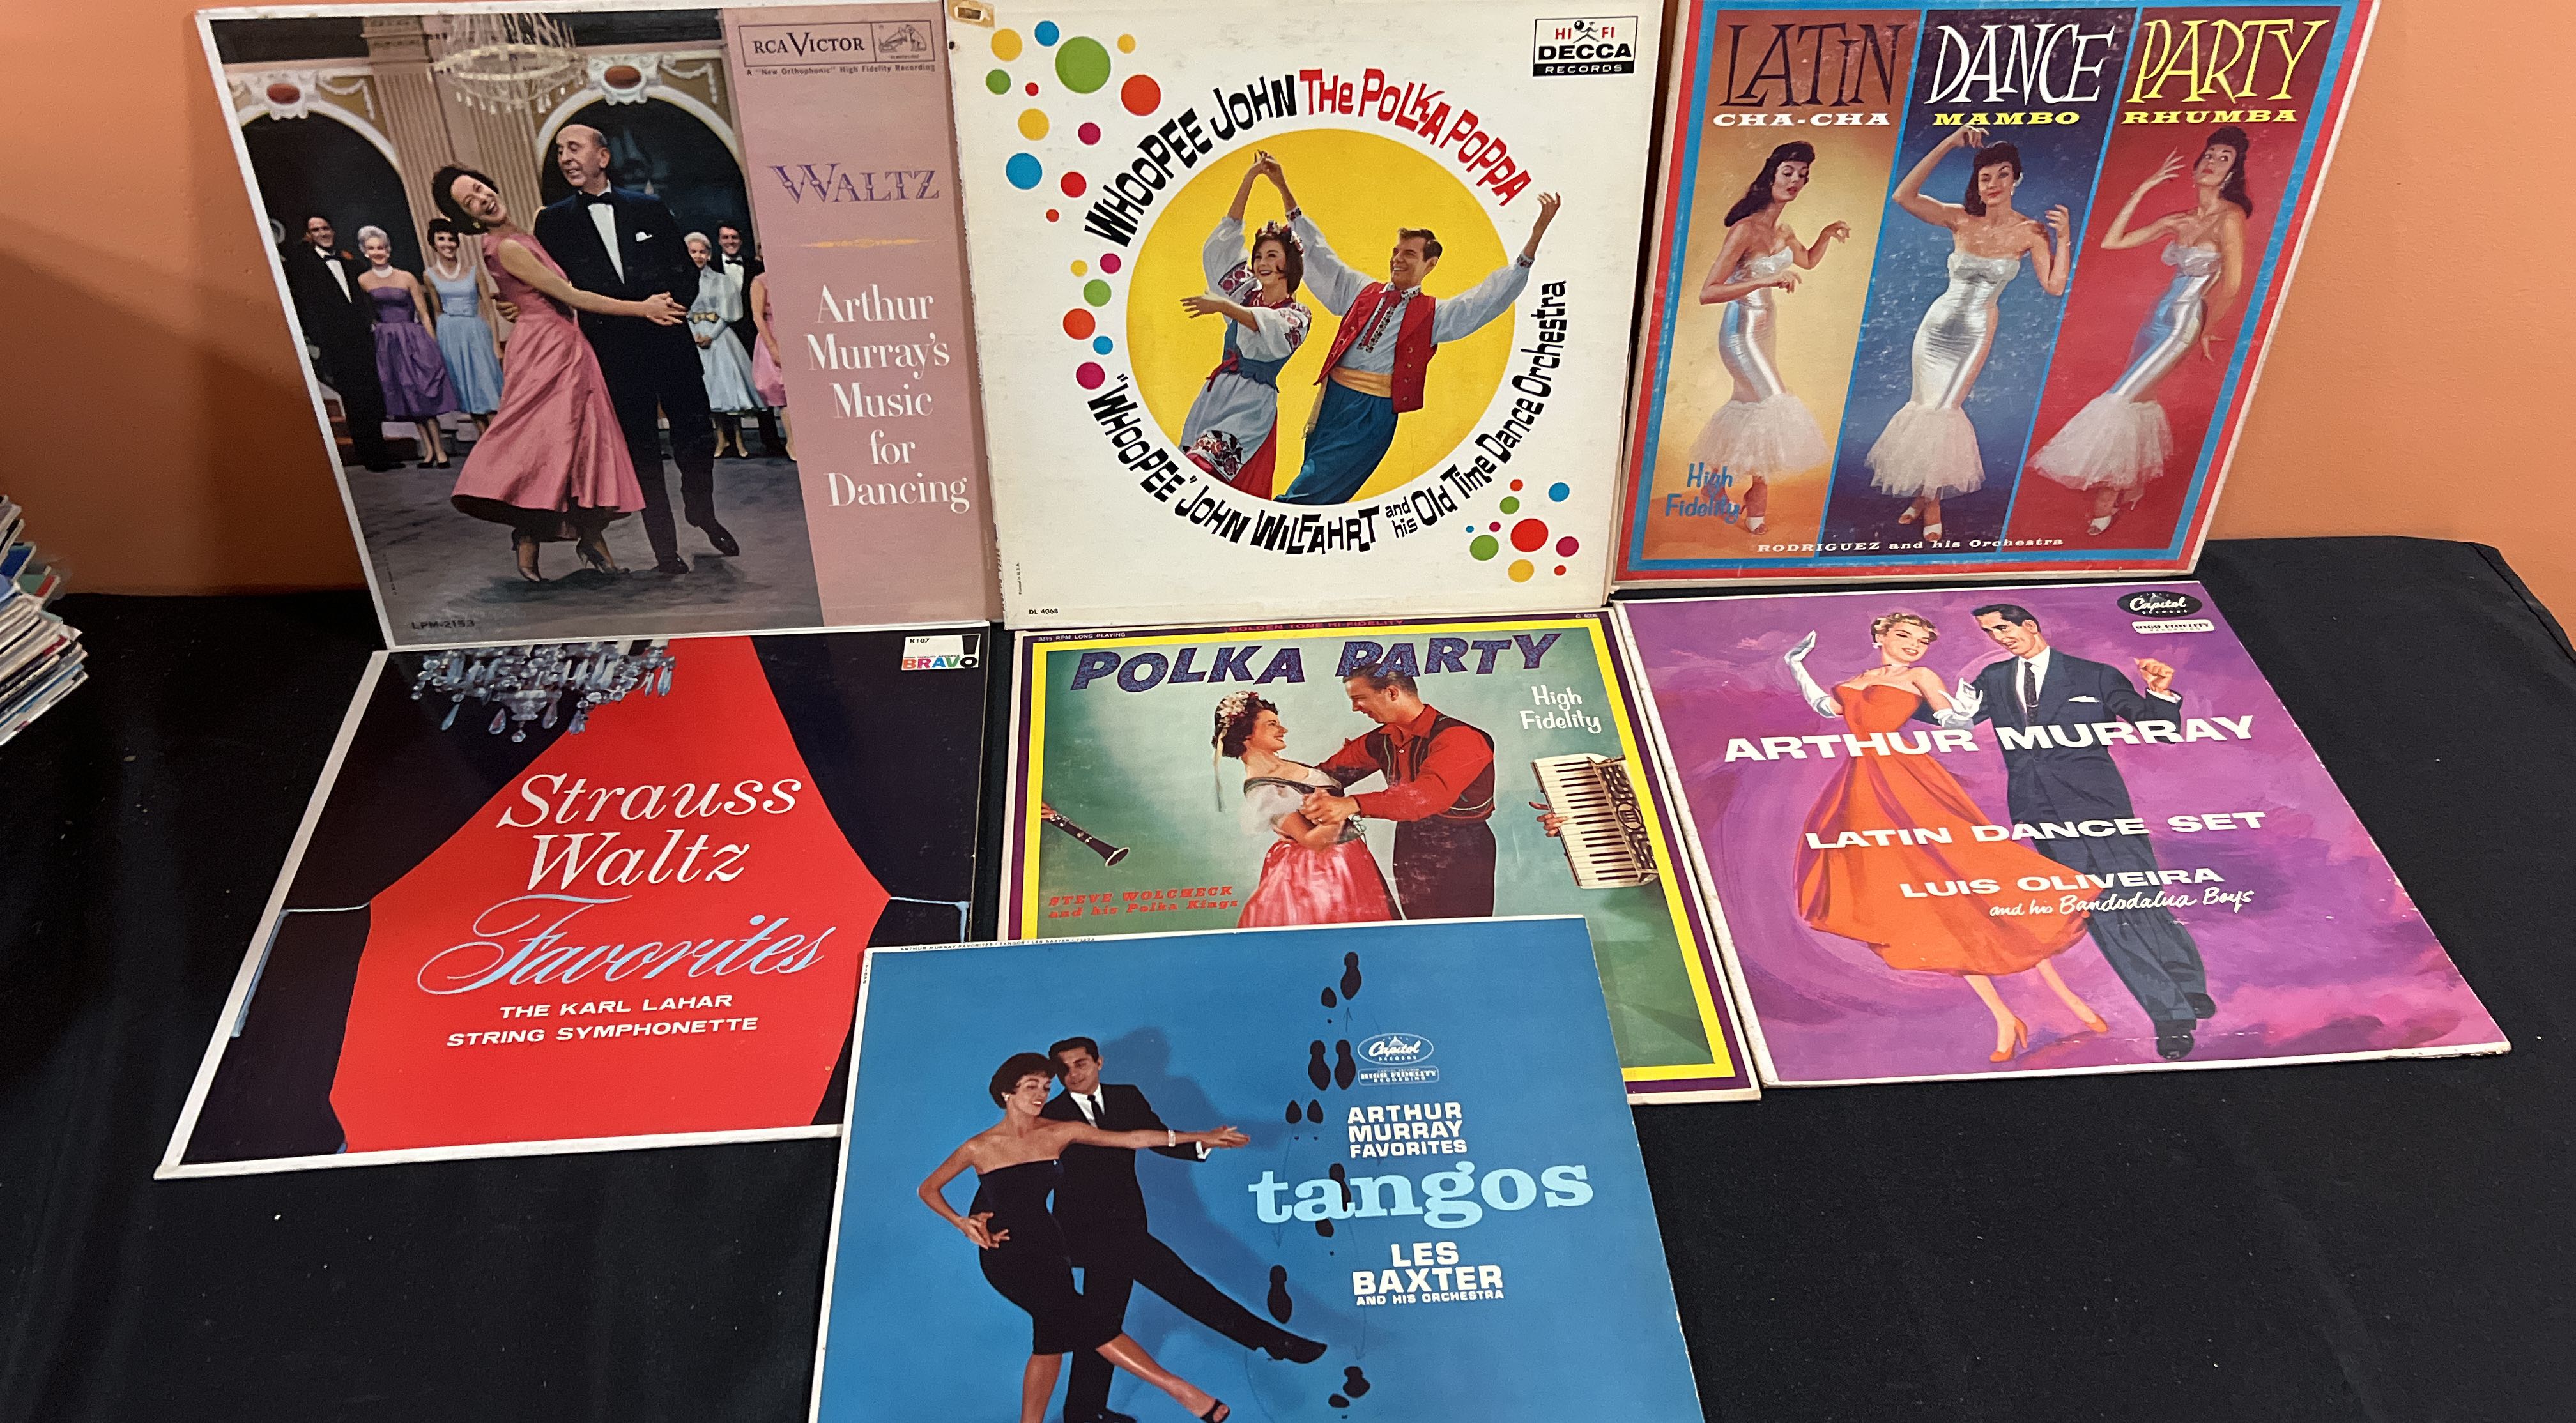 RCA VICTOR
A "New Orthophonic" High Fidelity Recording
WALTZ
Arthur
Murray's
Music
for
Dancing
LPM-2153
HI FI
DECCA
RECORDS
WHOOPEE JOHN THE POLKA POPPA
"WHOOPEE" JOHN WILFAHRT and his Old Time Dance Orchestra
DL 4068
LATIN DANCE PARTY
CHA-CHA MAMBO RHUMBA
High
Fidelity
RODRIGUEZ and his Orchestra
K107
BRAVO!
Strauss
Waltz
Favorites
THE KARL LAHAR
STRING SYMPHONETTE
33⅓ RPM LONG PLAYING
GOLDEN TONE HI-FIDELITY
POLKA PARTY
High
Fidelity
STEVE WOLCHECK
and his Polka Kings
Capitol
RECORDS
HIGH FIDELITY
ARTHUR MURRAY
LATIN DANCE SET
LUIS OLIVEIRA
and his Bandodalua Boys
Capitol
RECORDS
HIGH FIDELITY
RECORDING
ARTHUR
MURRAY
FAVORITES
tangos
LES
BAXTER
AND HIS ORCHESTRA